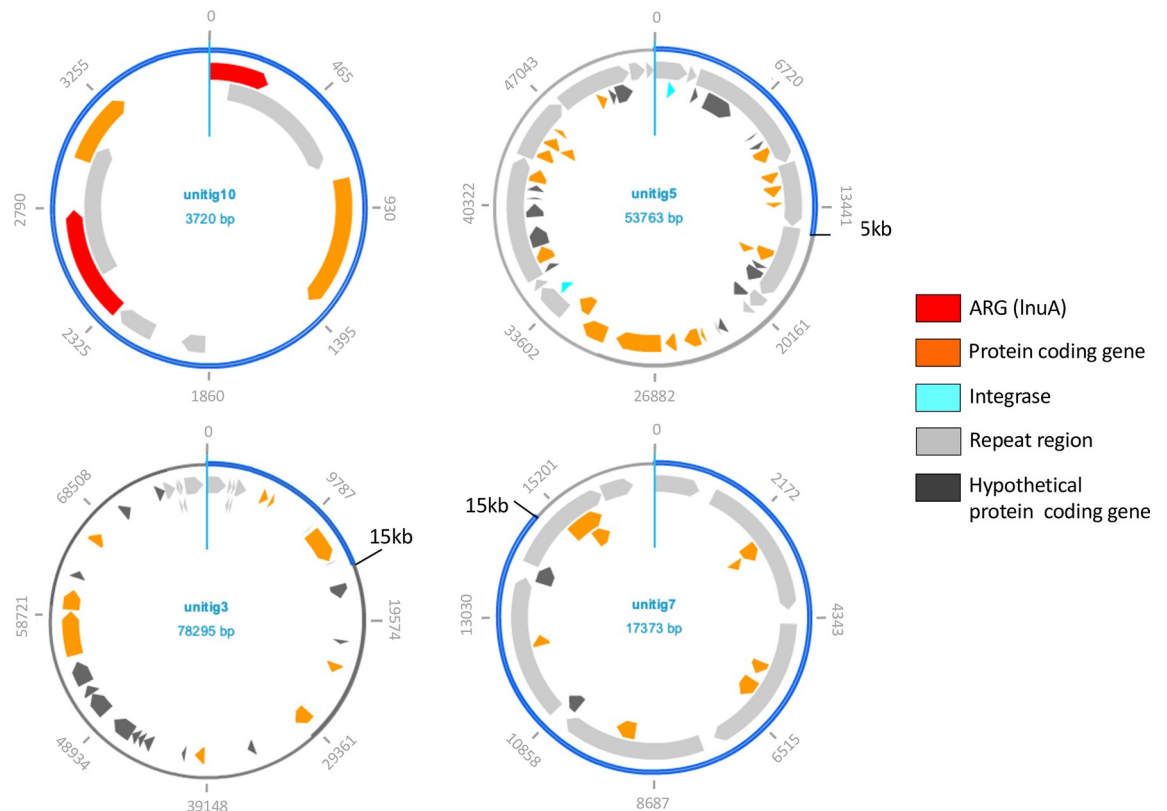 0
465
930
1395
1860
2325
2790
3255
unitig10
3720 bp
0
6720
13441
5kb
20161
26882
33602
40322
47043
unitig5
53763 bp
0
9787
15kb
19574
29361
39148
48934
58721
68508
unitig3
78295 bp
0
2172
4343
6515
8687
10858
13030
15kb
15201
unitig7
17373 bp
ARG (lnuA)
Protein coding gene
Integrase
Repeat region
Hypothetical
protein coding gene